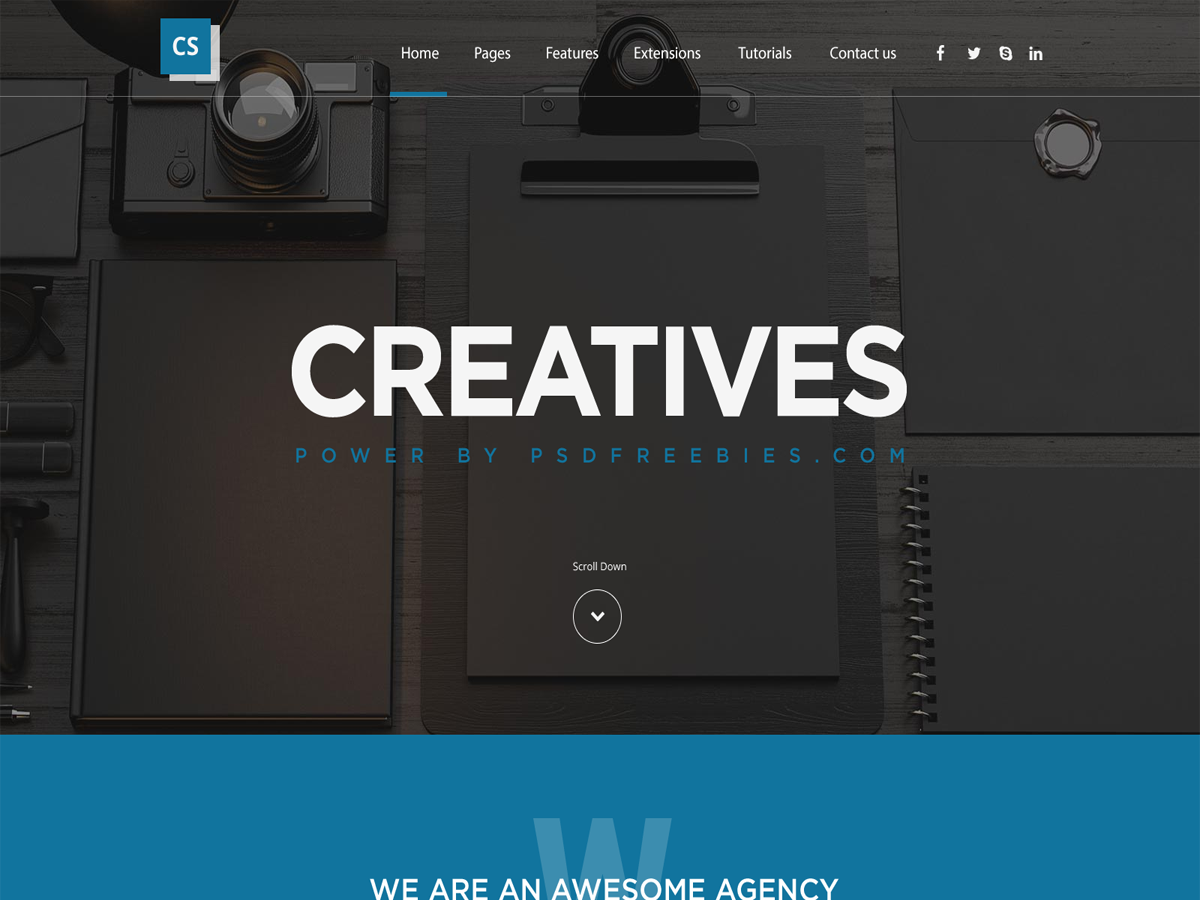 CS
Home Pages Features Extensions Tutorials Contact us
CREATIVES
POWER BY PSDFREEBIES.COM
Scroll Down
W
WE ARE AN AWESOME AGENCY